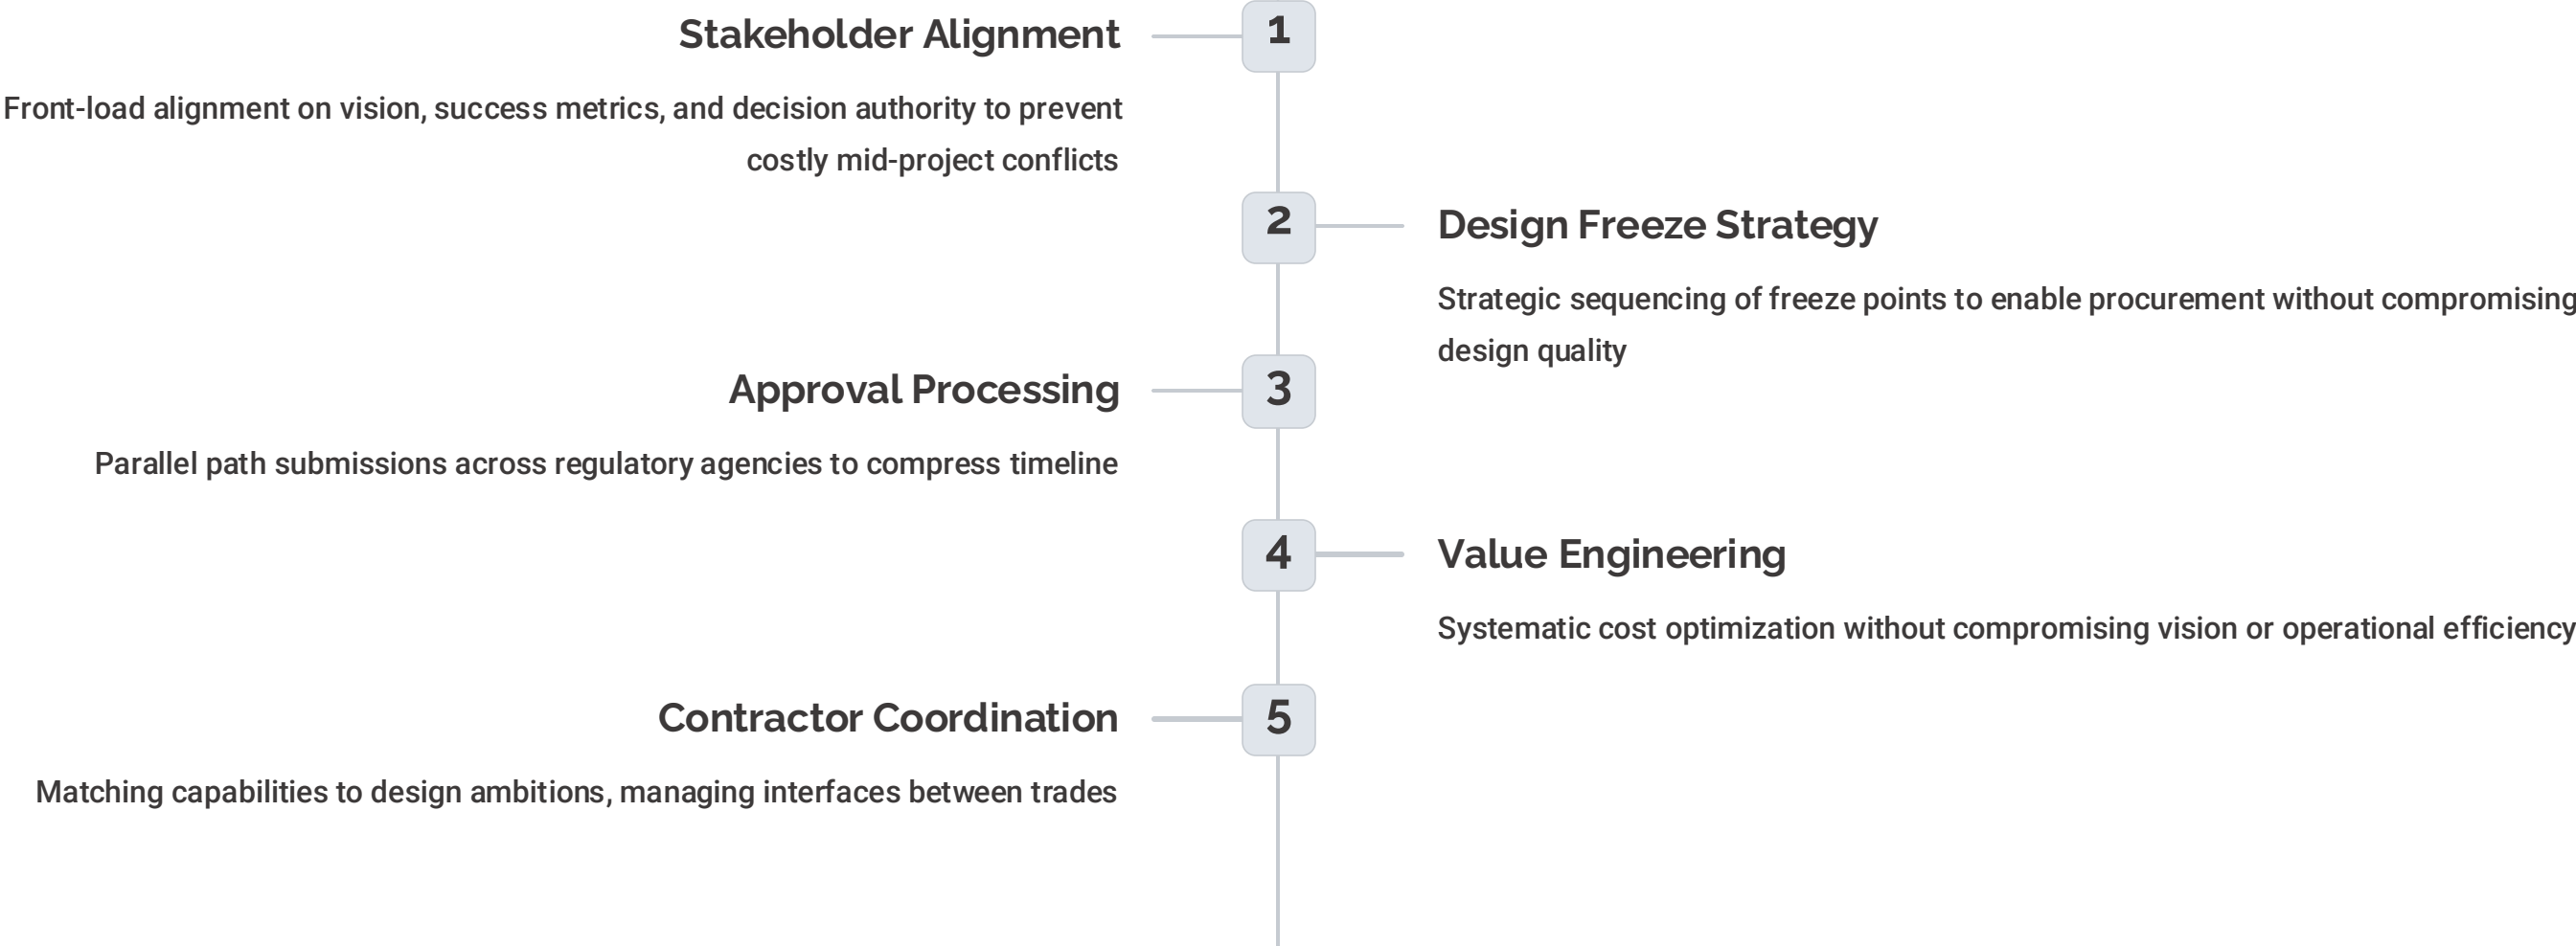 Stakeholder Alignment
1
Front-load alignment on vision, success metrics, and decision authority to prevent
costly mid-project conflicts
2
Design Freeze Strategy
Strategic sequencing of freeze points to enable procurement without compromising
design quality
Approval Processing
3
Parallel path submissions across regulatory agencies to compress timeline
4
Value Engineering
Systematic cost optimization without compromising vision or operational efficiency
Contractor Coordination
5
Matching capabilities to design ambitions, managing interfaces between trades